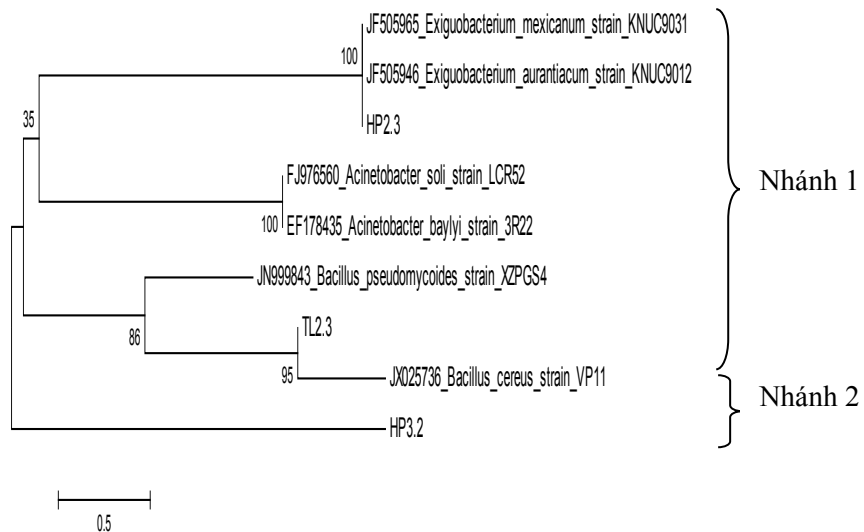 JF505965_Exiguobacterium_mexicanum_strain_KNUC9031
100
JF505946_Exiguobacterium_aurantiacum_strain_KNUC9012
35
HP2.3
FJ976560_Acinetobacter_soli_strain_LCR52
Nhánh 1
100
EF178435_Acinetobacter_baylyi_strain_3R22
JN999843_Bacillus_pseudomycoides_strain_XZPGS4
TL2.3
86
95
JX025736_Bacillus_cereus_strain_VP11
Nhánh 2
HP3.2
0.5